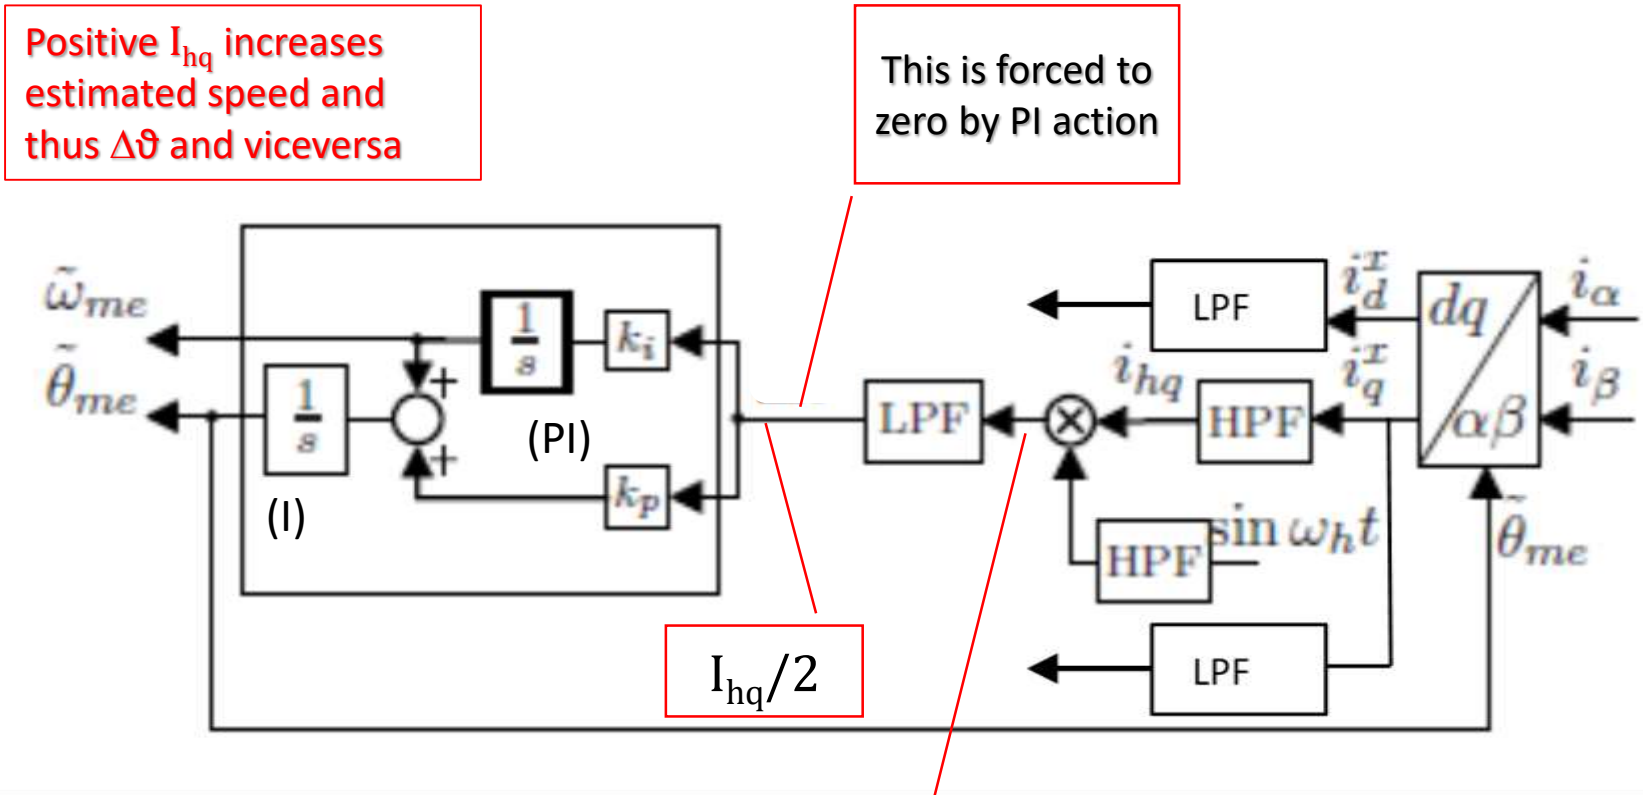 Positive I_hq increases
estimated speed and
thus Δϑ and viceversa
This is forced to
zero by PI action
ω̃_me
θ̃_me
1/s
(I)
1/s
k_i
(PI)
+
+
k_p
LPF
I_hq/2
i_hq
HPF
sin ω_h t
HPF
LPF
i_d^x
i_q^x
LPF
dq
αβ
i_α
i_β
θ̃_me